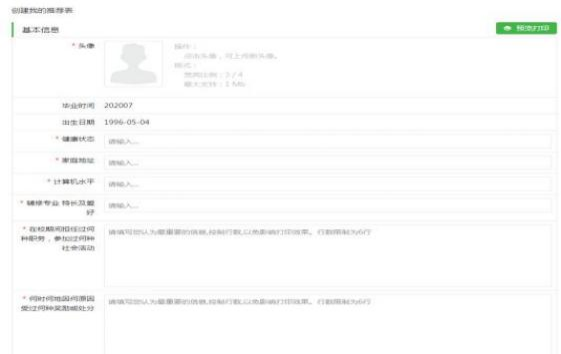 创建我的推荐表
基本信息
预览打印
* 头像
操作：
点击头像，可上传新头像。
格式：
宽高比例：3 / 4
最大支持：1 Mb
毕业时间 202007
出生日期 1996-05-04
* 健康状态 请输入...
* 家庭地址 请输入...
* 计算机水平 请输入...
* 辅修专业 特长及爱
好
请输入...
* 在校期间担任过何
种职务，参加过何种
社会活动
请填写您认为最重要的信息,控制行数,以免影响打印效果。行数限制为6行
* 何时何地因何原因
受过何种奖励或处分
请填写您认为最重要的信息,控制行数,以免影响打印效果。行数限制为6行